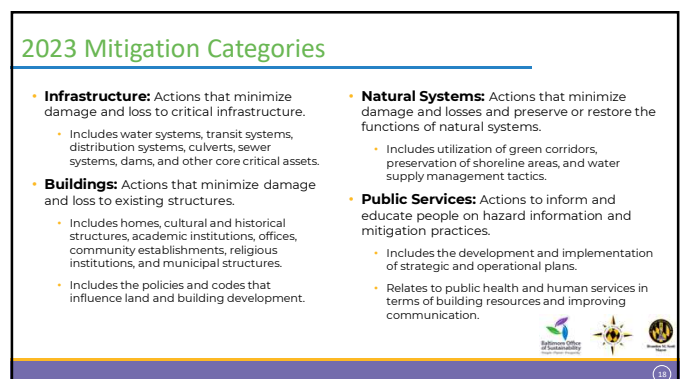 2023 Mitigation Categories
• Infrastructure: Actions that minimize
damage and loss to critical infrastructure.
• Includes water systems, transit systems,
distribution systems, culverts, sewer
systems, dams, and other core critical assets.
• Buildings: Actions that minimize damage
and loss to existing structures.
• Includes homes, cultural and historical
structures, academic institutions, offices,
community establishments, religious
institutions, and municipal structures.
• Includes the policies and codes that
influence land and building development.
• Natural Systems: Actions that minimize
damage and losses and preserve or restore the
functions of natural systems.
• Includes utilization of green corridors,
preservation of shoreline areas, and water
supply management tactics.
• Public Services: Actions to inform and
educate people on hazard information and
mitigation practices.
• Includes the development and implementation
of strategic and operational plans.
• Relates to public health and human services in
terms of building resources and improving
communication.
Baltimore Office
of Sustainability
Brandon M. Scott
Mayor
18